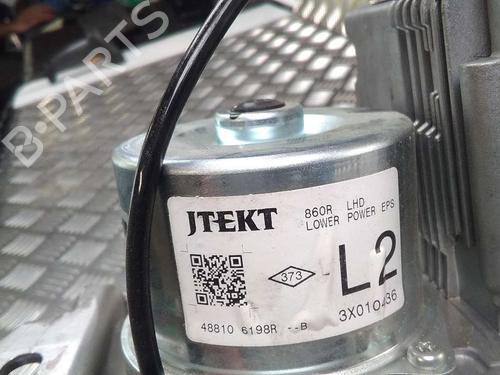 B-PARTS
JTEKT
860R LHD
LOWER POWER EPS
373
L2
48810 6198R --B